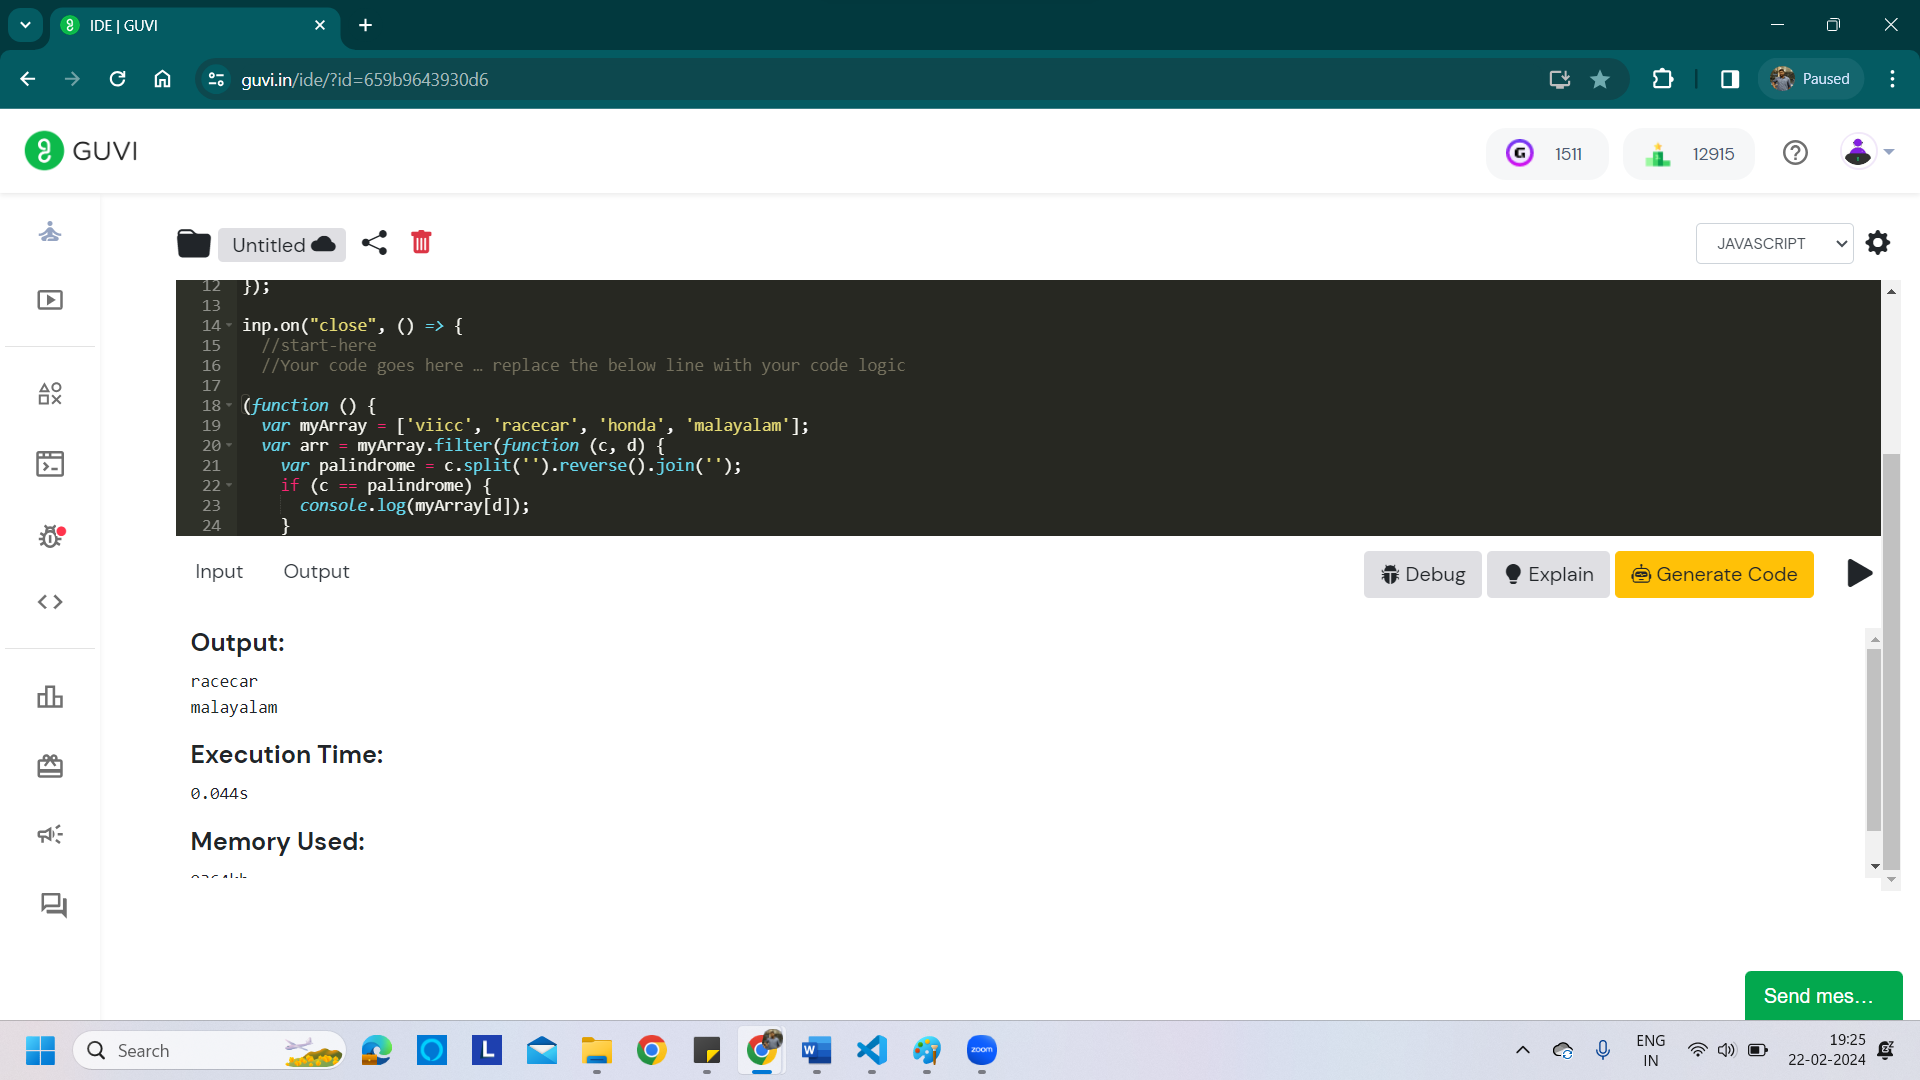 IDE | GUVI
guvi.in/ide/?id=659b9643930d6
Paused
GUVI
1511
12915
Untitled
JAVASCRIPT
12 });
13
14 inp.on("close", () => {
15 //start-here
16 //Your code goes here … replace the below line with your code logic
17
18 (function () {
19 var myArray = ['viicc', 'racecar', 'honda', 'malayalam'];
20 var arr = myArray.filter(function (c, d) {
21 var palindrome = c.split('').reverse().join('');
22 if (c == palindrome) {
23 console.log(myArray[d]);
24 }
Input Output
Debug Explain Generate Code
Output:
racecar
malayalam
Execution Time:
0.044s
Memory Used:
Send mes...
Search
L
W
zoom
ENG
IN
19:25
22-02-2024